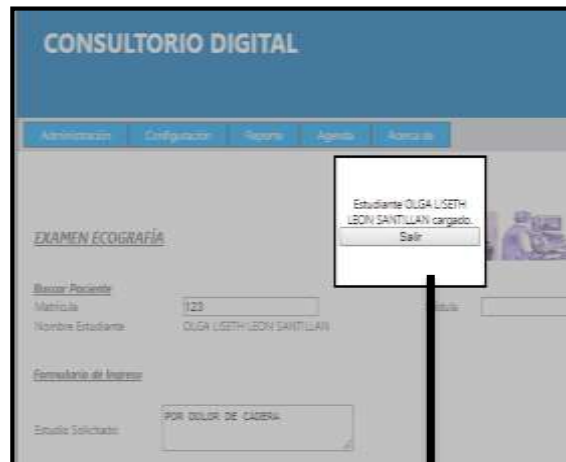 CONSULTORIO DIGITAL
Administración Configuración Reporte Agenda Acerca de
Estudiante OLGA LISETH
LEON SANTILLAN cargado.
Salir
EXAMEN ECOGRAFÍA
Buscar Paciente
Matrícula 123
Nombre Estudiante OLGA LISETH LEON SANTILLAN
Formulario de Ingreso
POR DOLOR DE CADERA
Estudio Solicitado